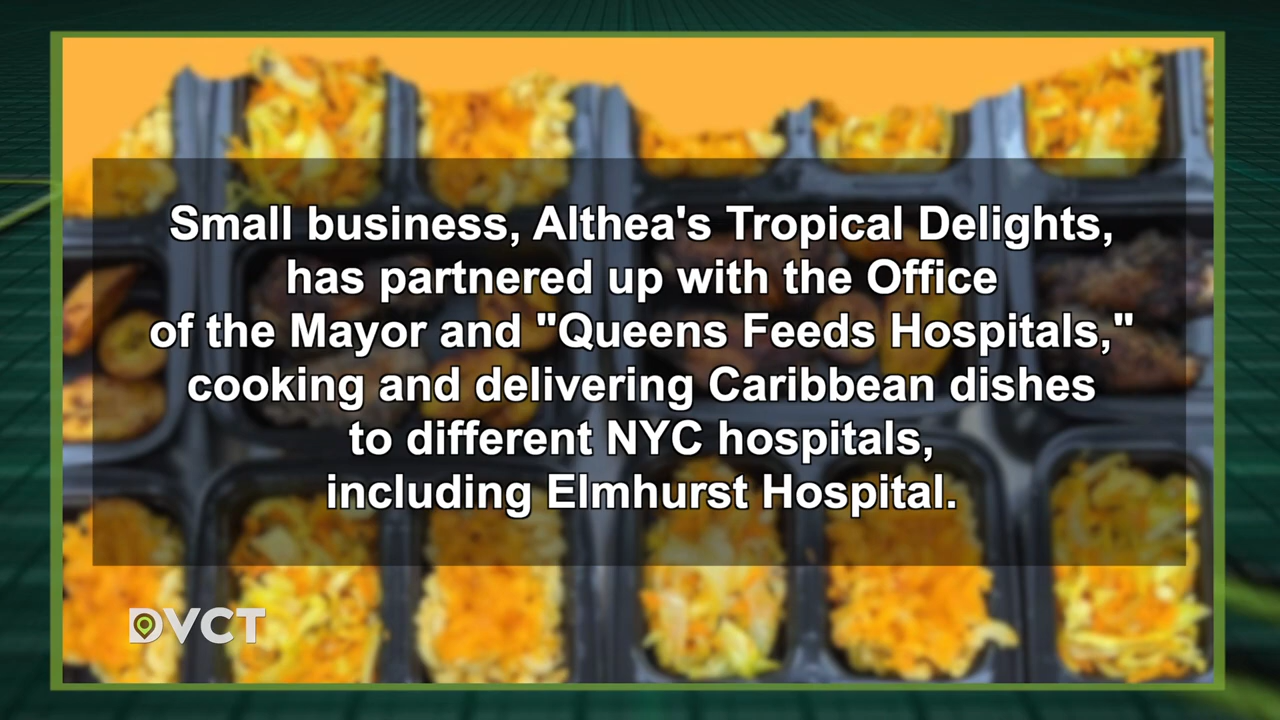 Small business, Althea's Tropical Delights,
has partnered up with the Office
of the Mayor and "Queens Feeds Hospitals,"
cooking and delivering Caribbean dishes
to different NYC hospitals,
including Elmhurst Hospital.
DVCT